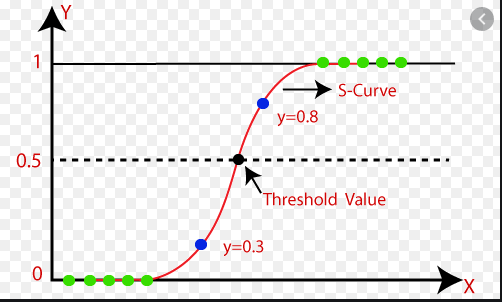 Y
1
S-Curve
y=0.8
0.5
Threshold Value
y=0.3
0
X